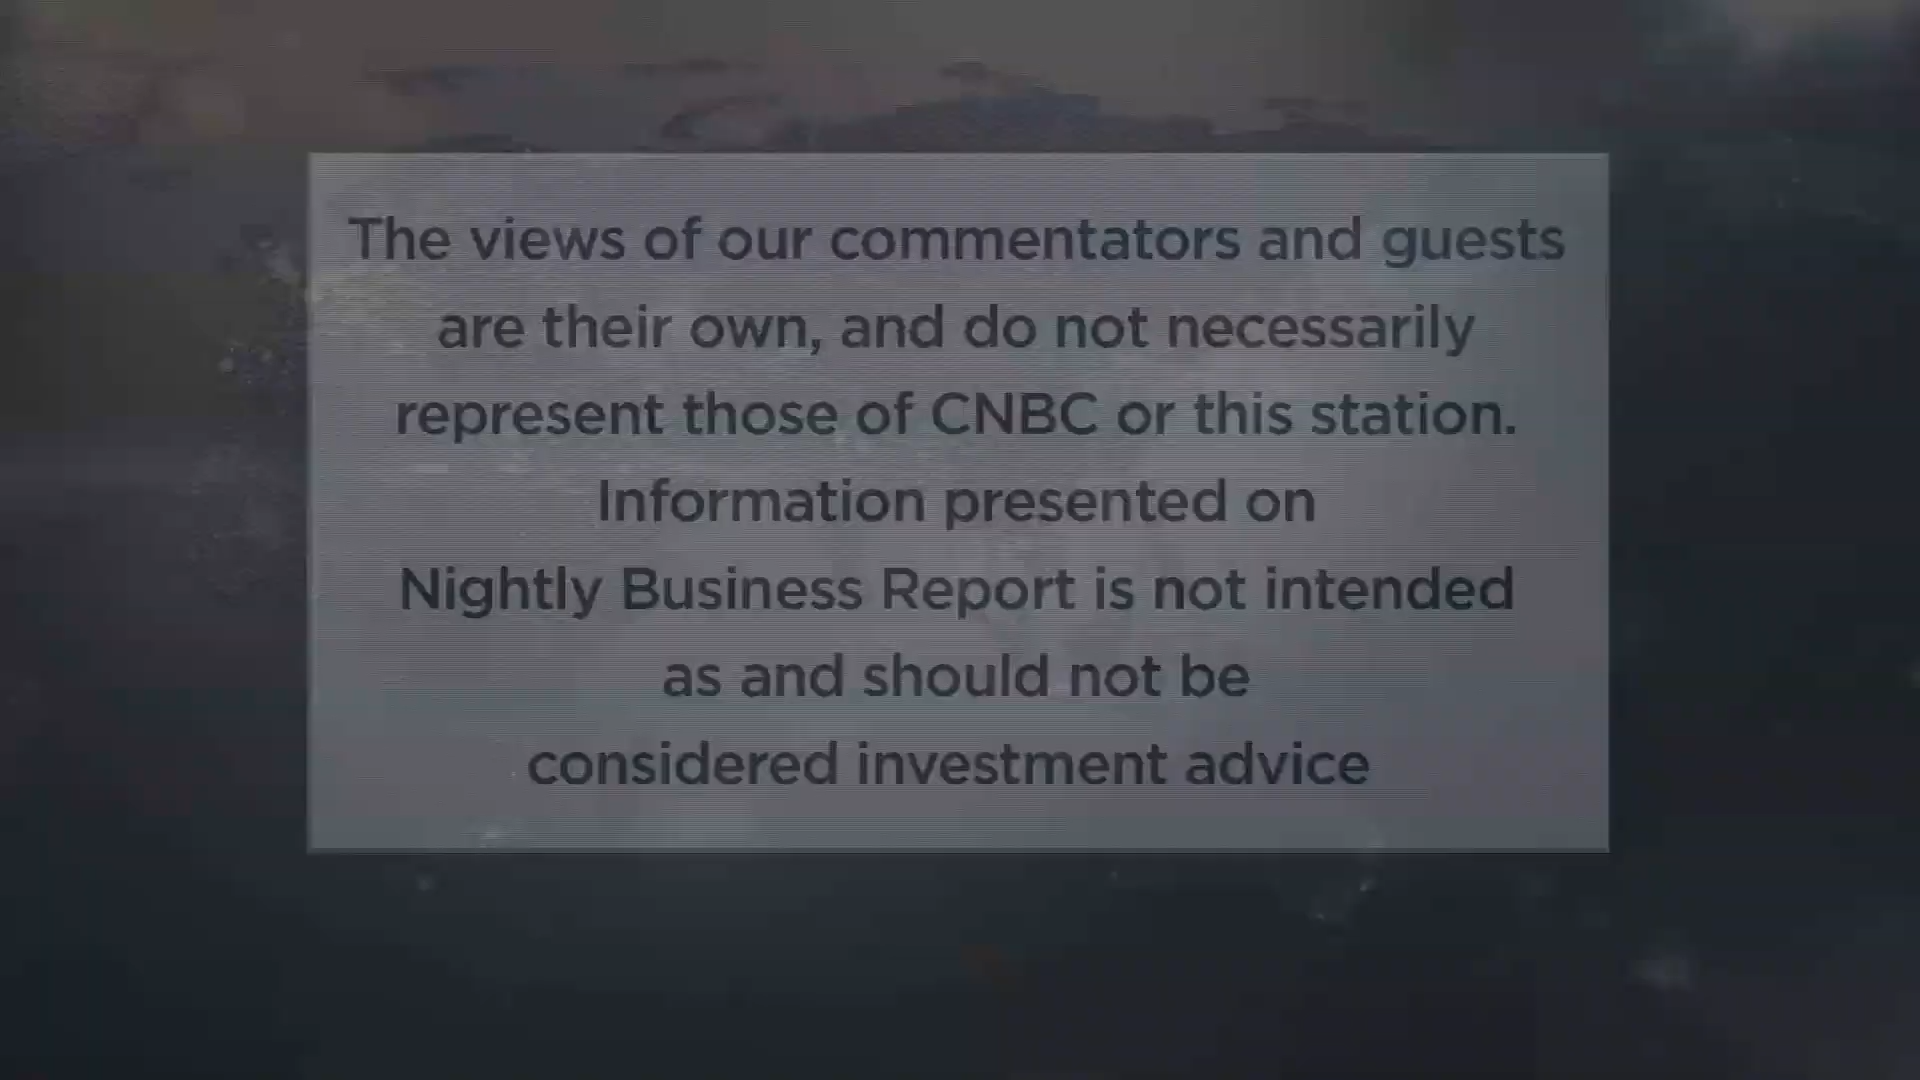 The views of our commentators and guests
are their own, and do not necessarily
represent those of CNBC or this station.
Information presented on
Nightly Business Report is not intended
as and should not be
considered investment advice